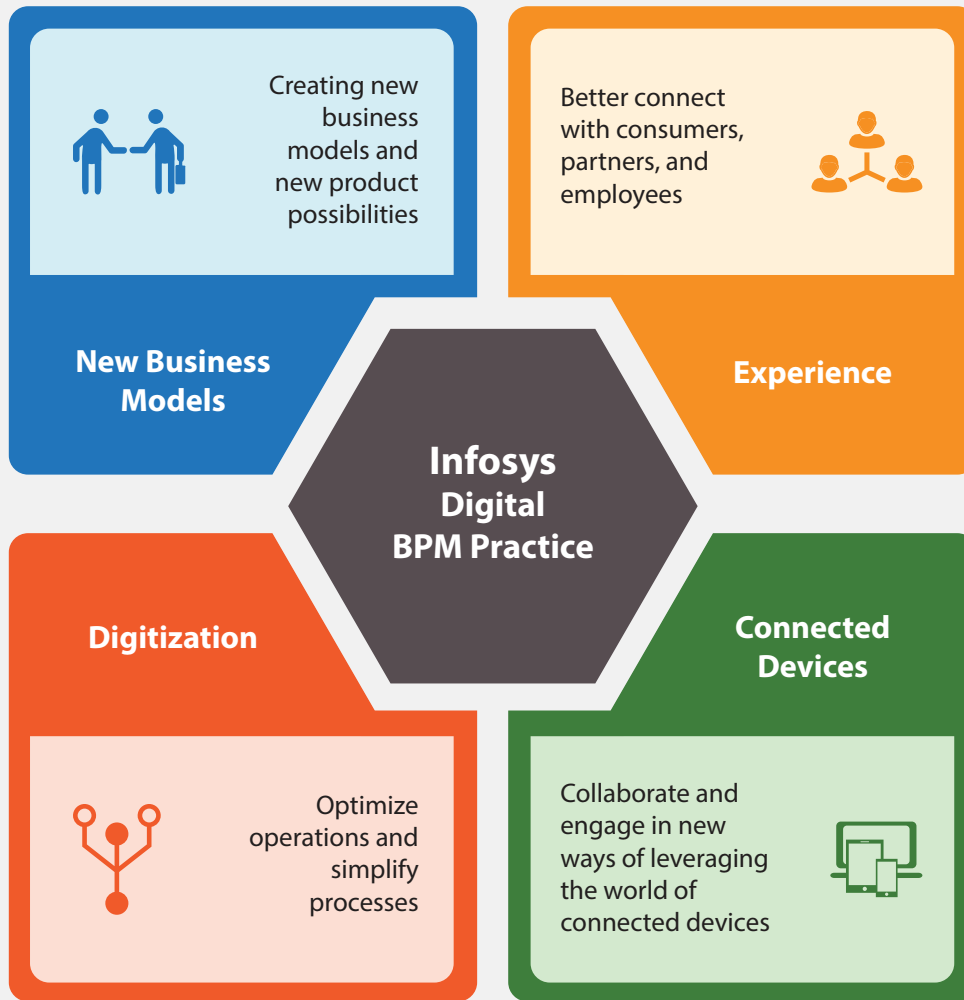 Creating new
business
models and
new product
possibilities
New Business
Models
Better connect
with consumers,
partners, and
employees
Experience
Infosys
Digital
BPM Practice
Digitization
Optimize
operations and
simplify
processes
Connected
Devices
Collaborate and
engage in new
ways of leveraging
the world of
connected devices